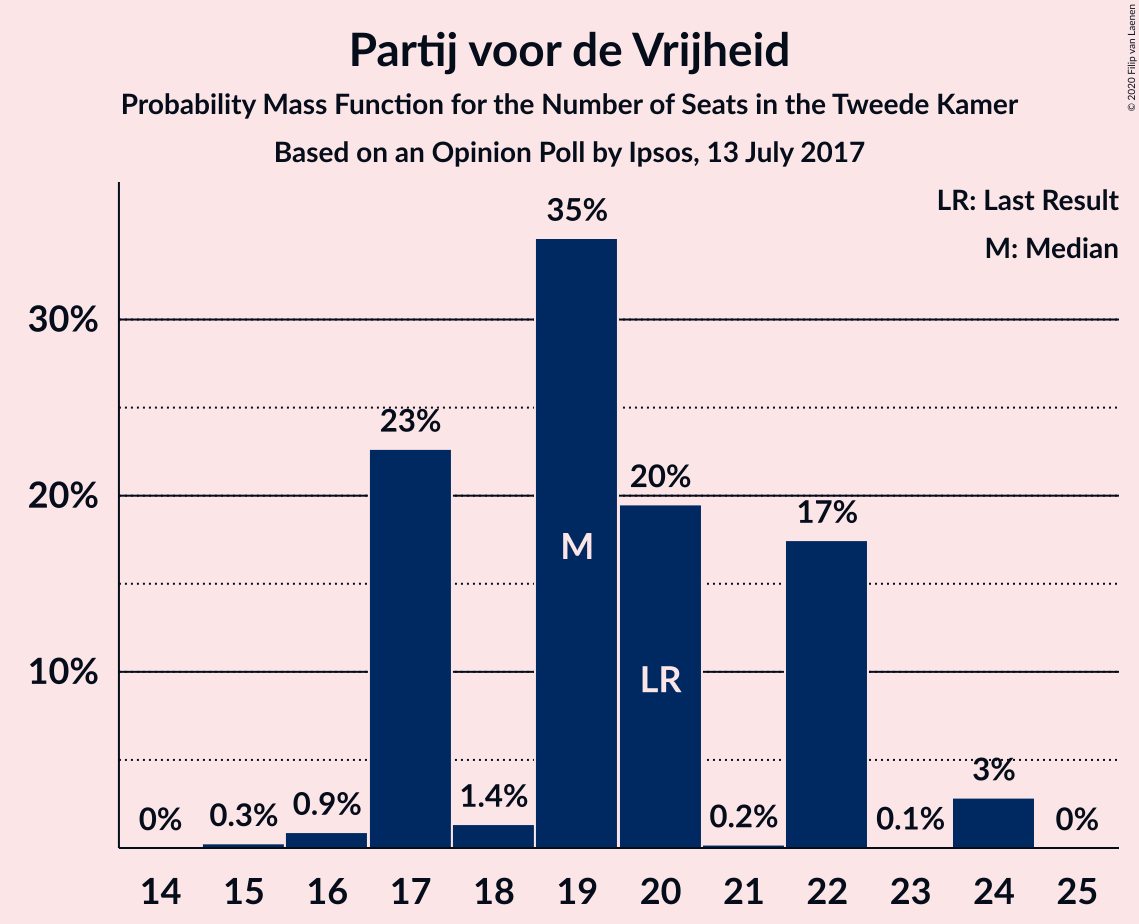 Partij voor de Vrijheid
Probability Mass Function for the Number of Seats in the Tweede Kamer
Based on an Opinion Poll by Ipsos, 13 July 2017
© 2020 Filip van Laenen
LR: Last Result
M: Median
30%
20%
10%
0%
0.3%
0.9%
23%
1.4%
35%
20%
0.2%
17%
0.1%
3%
0%
M
LR
14 15 16 17 18 19 20 21 22 23 24 25